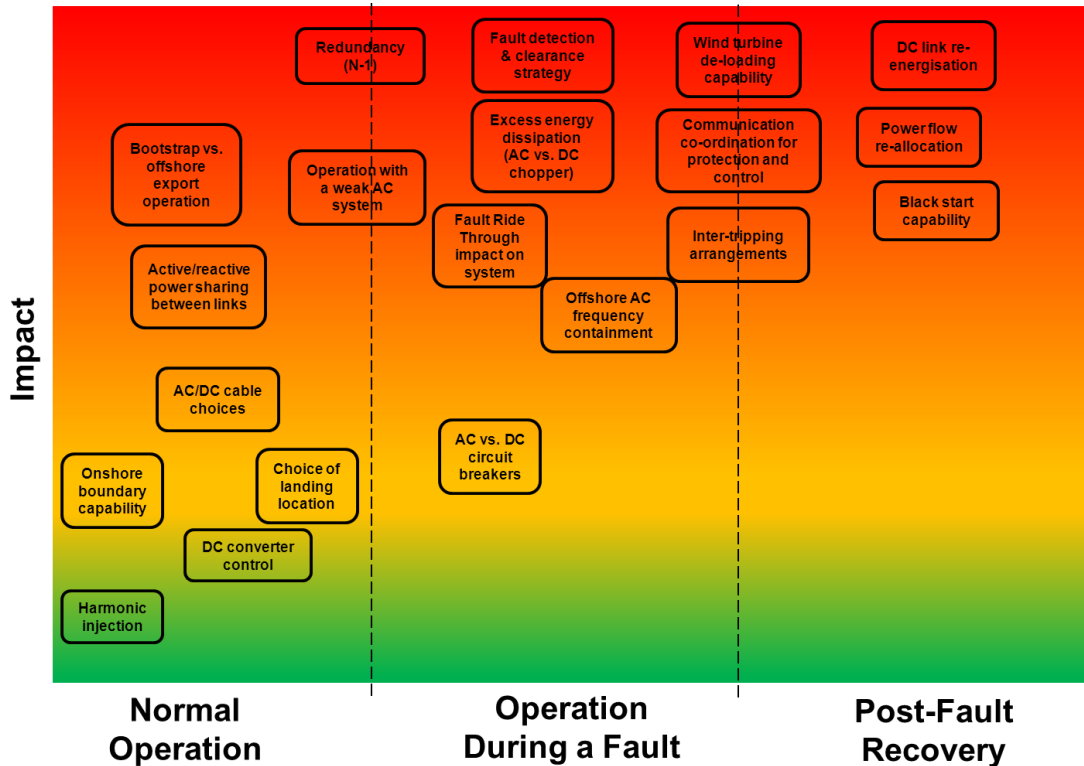 Impact
Redundancy
(N-1)
Bootstrap vs.
offshore
export
operation
Operation with
a weak AC
system
Active/reactive
power sharing
between links
AC/DC cable
choices
Onshore
boundary
capability
Choice of
landing
location
DC converter
control
Harmonic
injection
Fault detection
& clearance
strategy
Excess energy
dissipation
(AC vs. DC
chopper)
Fault Ride
Through
impact on
system
Offshore AC
frequency
containment
AC vs. DC
circuit
breakers
Wind turbine
de-loading
capability
Communication
co-ordination for
protection and
control
Inter-tripping
arrangements
DC link re-
energisation
Power flow
re-allocation
Black start
capability
Normal
Operation
Operation
During a Fault
Post-Fault
Recovery